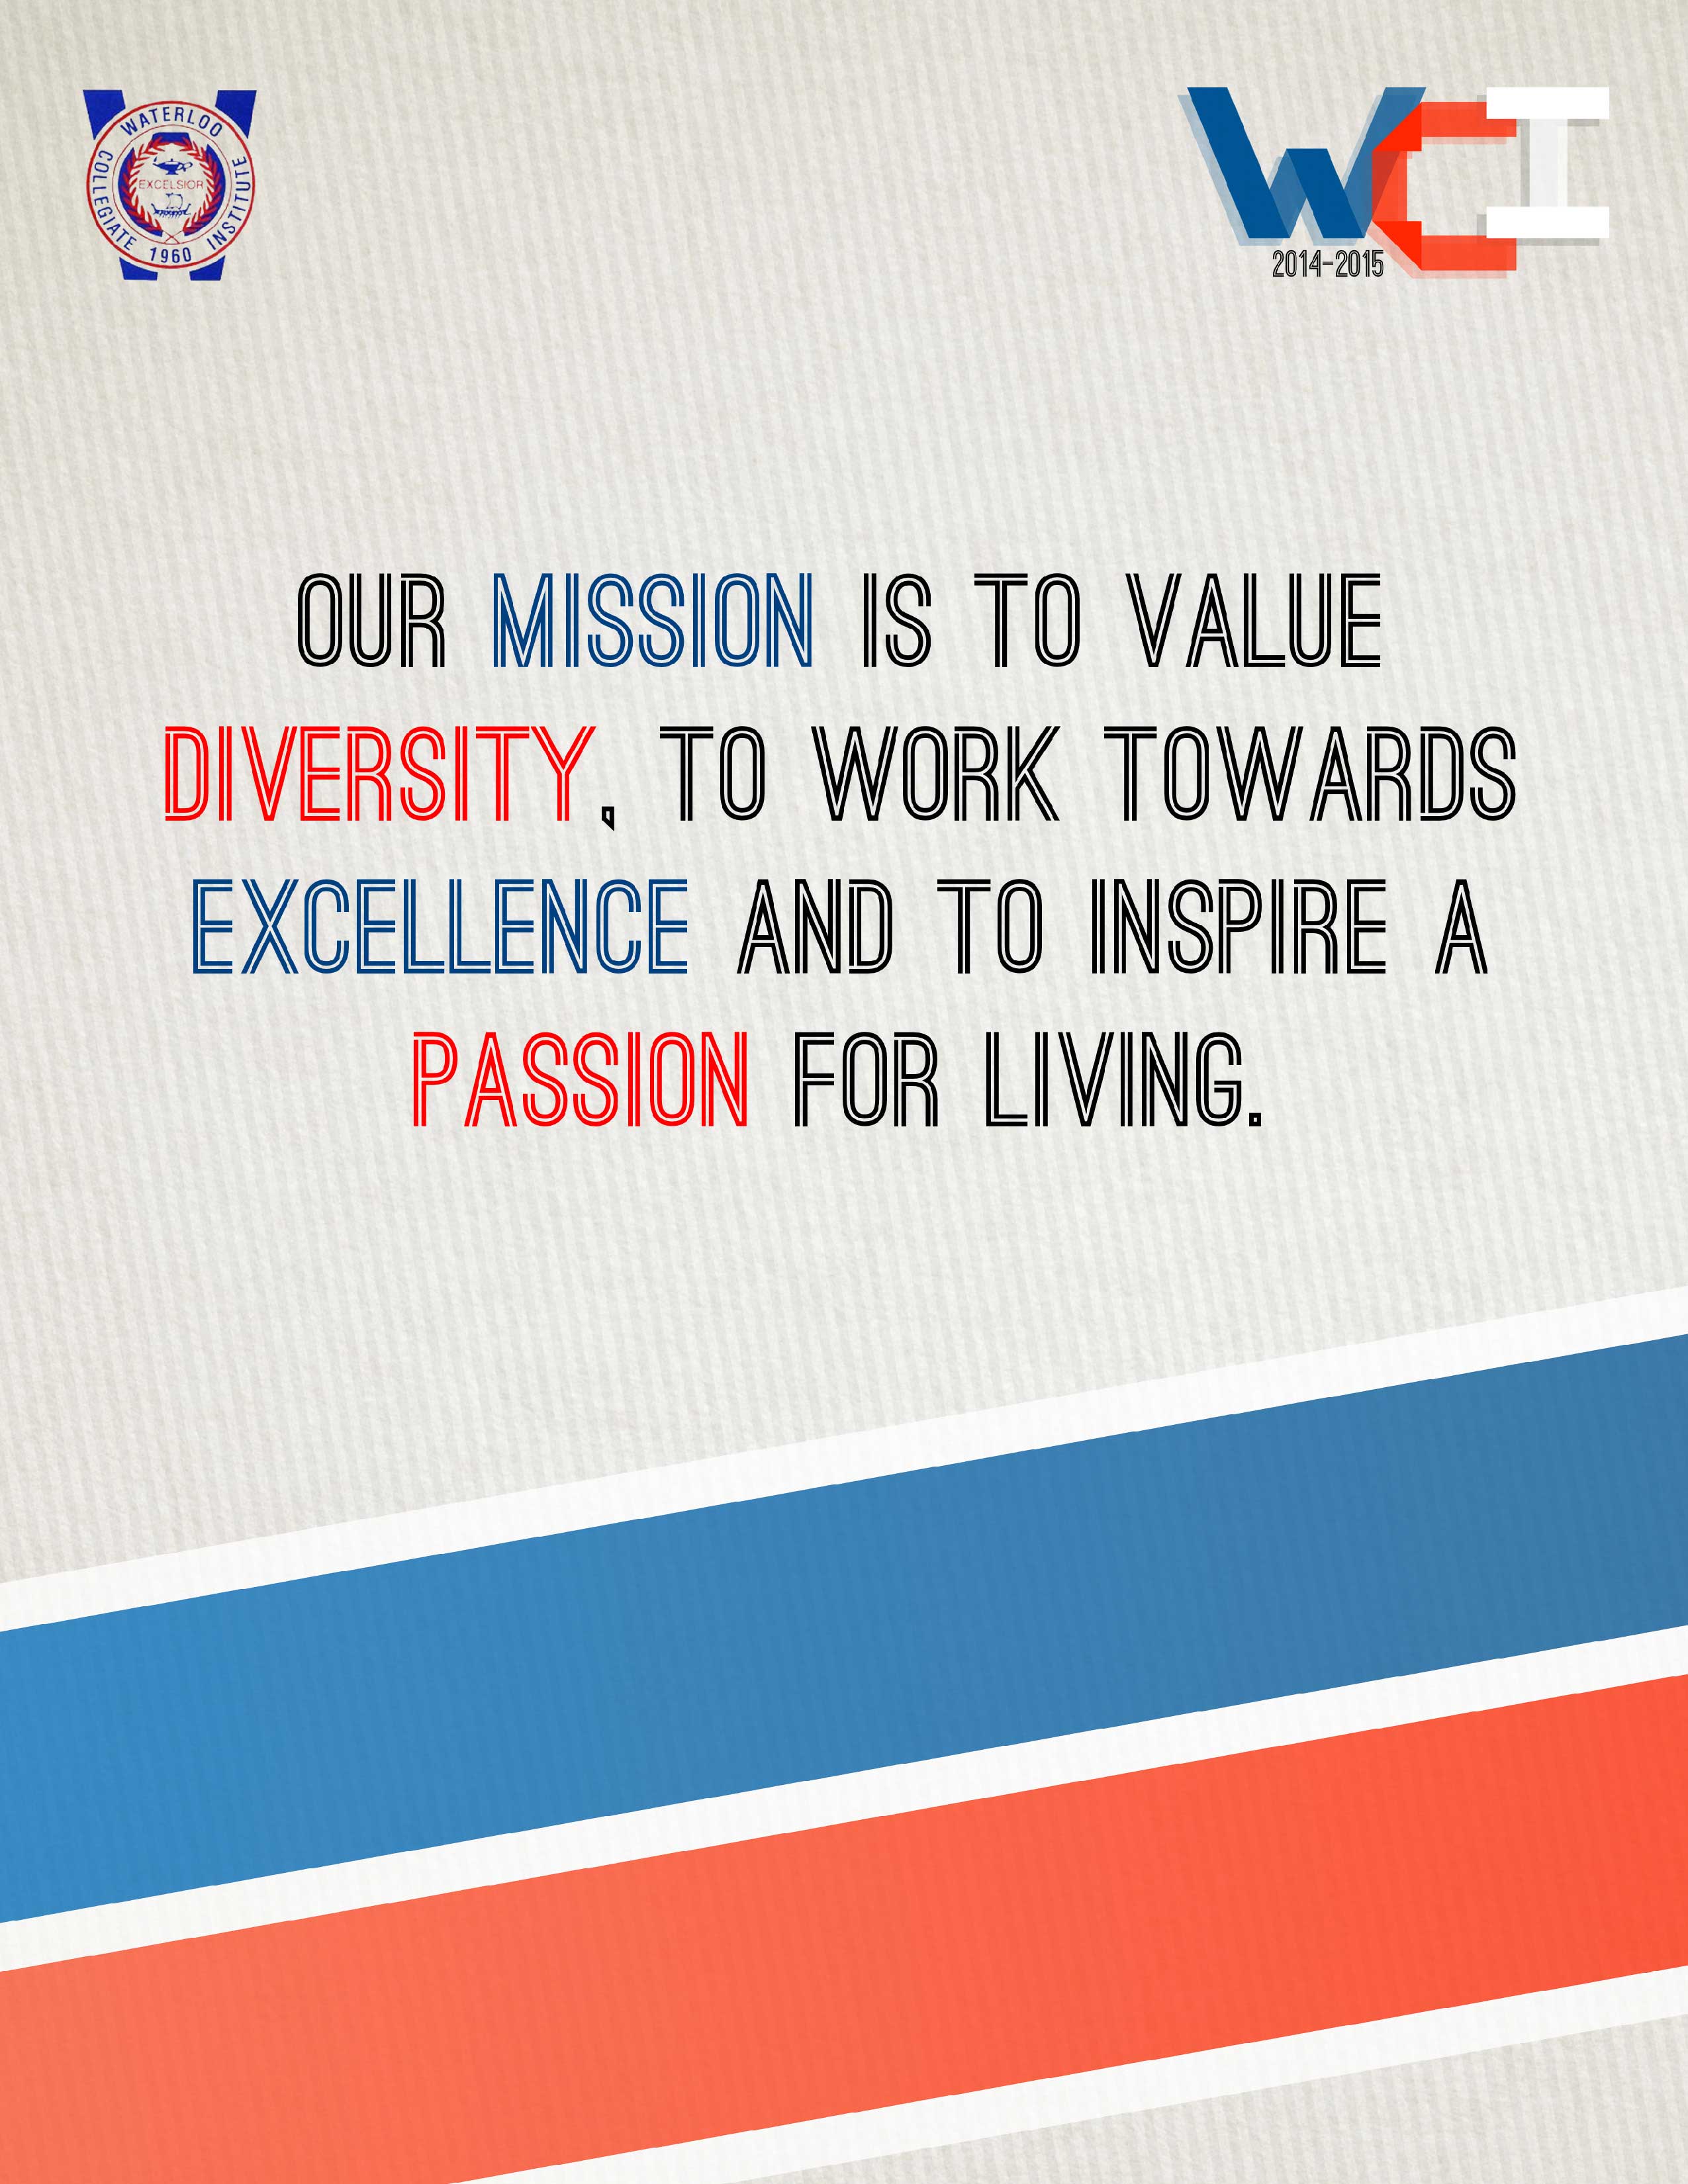 WATERLOO
COLLEGIATE 1960 INSTITUTE
EXCELSIOR
WCI
2014-2015
OUR MISSION IS TO VALUE
DIVERSITY, TO WORK TOWARDS
EXCELLENCE AND TO INSPIRE A
PASSION FOR LIVING.